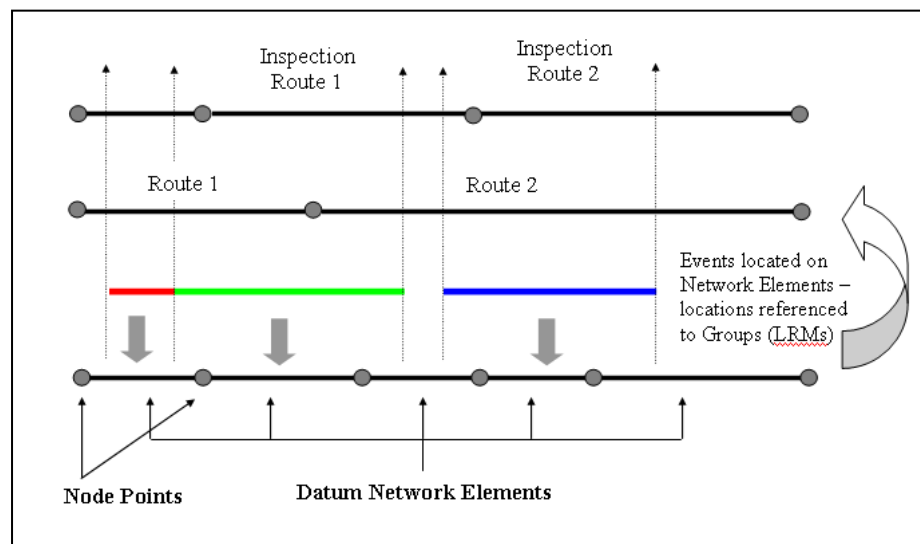 Inspection
Route 1
Inspection
Route 2
Route 1
Route 2
Events located on
Network Elements –
locations referenced
to Groups (LRMs)
Node Points
Datum Network Elements